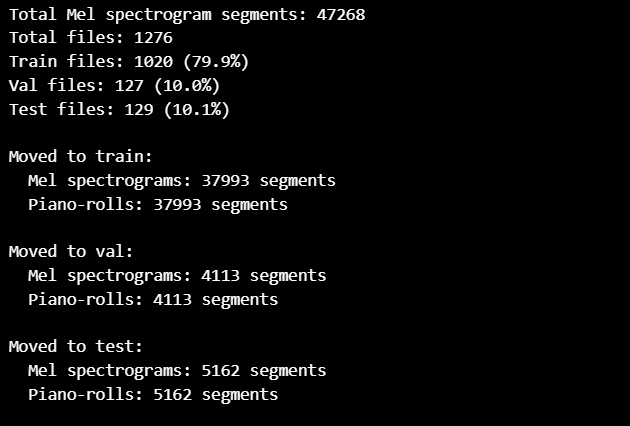 Total Mel spectrogram segments: 47268
Total files: 1276
Train files: 1020 (79.9%)
Val files: 127 (10.0%)
Test files: 129 (10.1%)
Moved to train:
Mel spectrograms: 37993 segments
Piano-rolls: 37993 segments
Moved to val:
Mel spectrograms: 4113 segments
Piano-rolls: 4113 segments
Moved to test:
Mel spectrograms: 5162 segments
Piano-rolls: 5162 segments